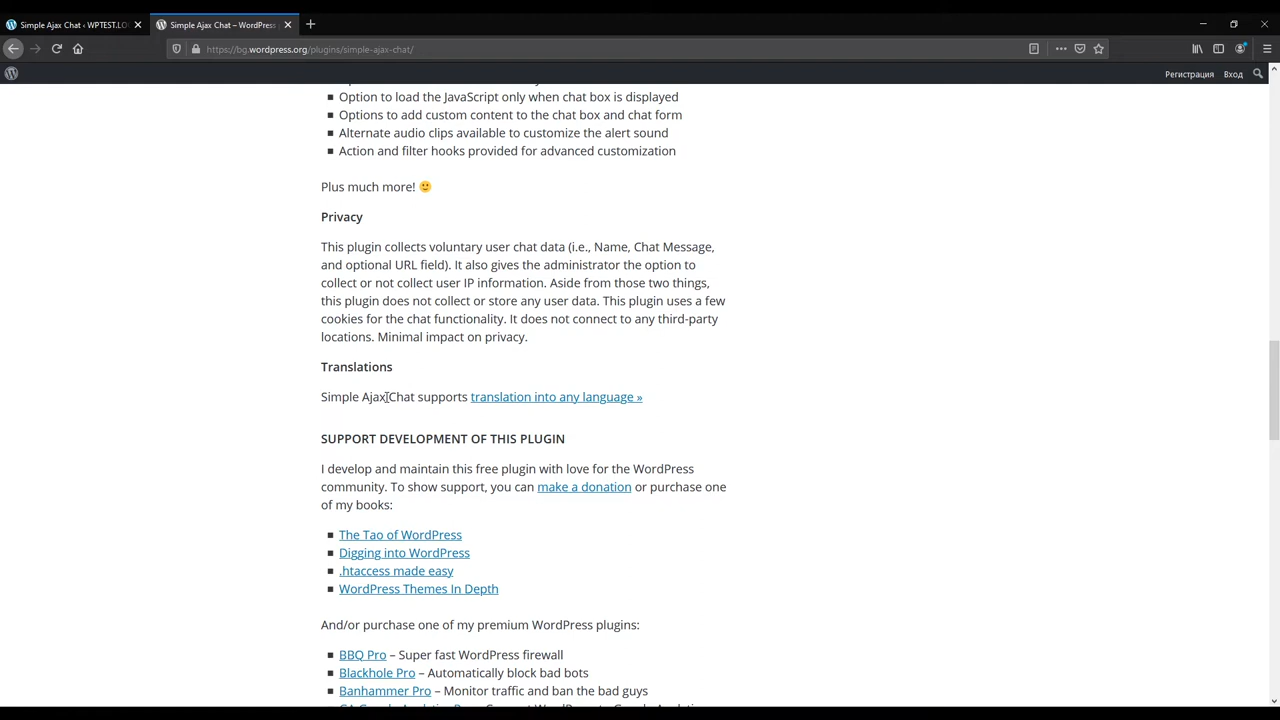 Simple Ajax Chat ‹ WPTEST.LO
Simple Ajax Chat – WordPress
https://bg.wordpress.org/plugins/simple-ajax-chat/
Регистрация Вход
Option to load the JavaScript only when chat box is displayed
Options to add custom content to the chat box and chat form
Alternate audio clips available to customize the alert sound
Action and filter hooks provided for advanced customization
Plus much more! 🙂
Privacy
This plugin collects voluntary user chat data (i.e., Name, Chat Message,
and optional URL field). It also gives the administrator the option to
collect or not collect user IP information. Aside from those two things,
this plugin does not collect or store any user data. This plugin uses a few
cookies for the chat functionality. It does not connect to any third-party
locations. Minimal impact on privacy.
Translations
Simple Ajax Chat supports translation into any language »
SUPPORT DEVELOPMENT OF THIS PLUGIN
I develop and maintain this free plugin with love for the WordPress
community. To show support, you can make a donation or purchase one
of my books:
The Tao of WordPress
Digging into WordPress
.htaccess made easy
WordPress Themes In Depth
And/or purchase one of my premium WordPress plugins:
BBQ Pro – Super fast WordPress firewall
Blackhole Pro – Automatically block bad bots
Banhammer Pro – Monitor traffic and ban the bad guys